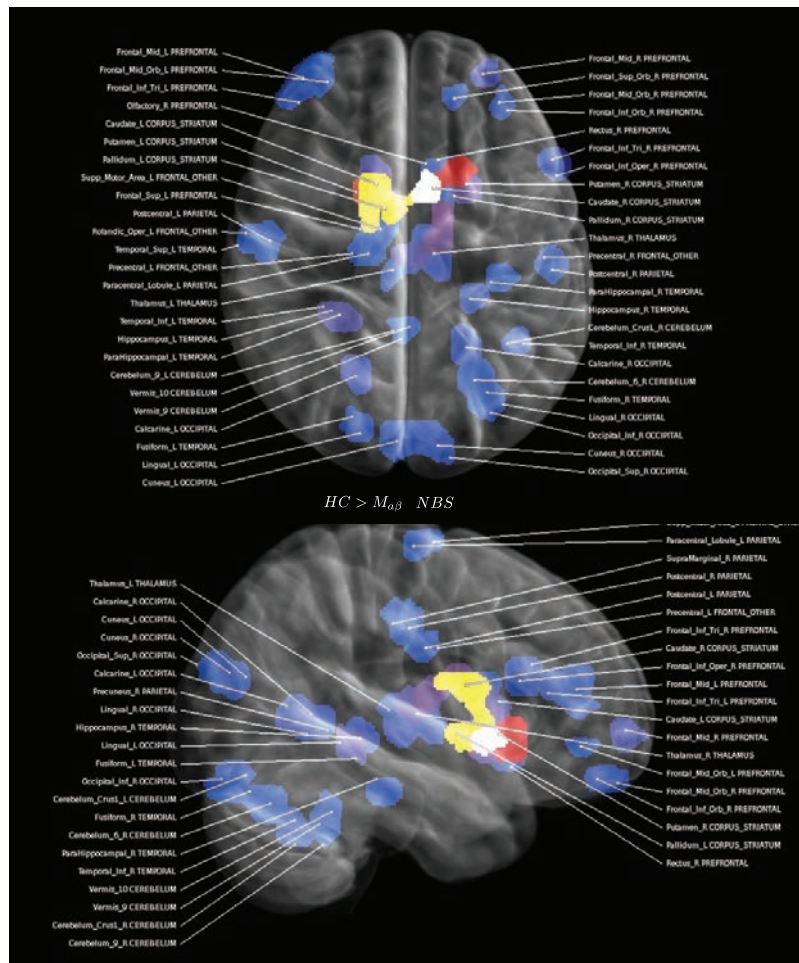 Frontal_Mid_L PREFRONTAL
Frontal_Mid_Orb_L PREFRONTAL
Frontal_Inf_Tri_L PREFRONTAL
Olfactory_R PREFRONTAL
Caudate_L CORPUS_STRIATUM
Putamen_L CORPUS_STRIATUM
Pallidum_L CORPUS_STRIATUM
Supp_Motor_Area_L FRONTAL_OTHER
Frontal_Sup_L PREFRONTAL
Postcentral_L PARIETAL
Rolandic_Oper_L FRONTAL_OTHER
Temporal_Sup_L TEMPORAL
Precentral_L FRONTAL_OTHER
Paracentral_Lobule_L PARIETAL
Thalamus_L THALAMUS
Temporal_Inf_L TEMPORAL
Hippocampus_L TEMPORAL
ParaHippocampal_L TEMPORAL
Cerebelum_9_L CEREBELUM
Vermis_10 CEREBELUM
Vermis_9 CEREBELUM
Calcarine_L OCCIPITAL
Fusiform_L TEMPORAL
Lingual_L OCCIPITAL
Cuneus_L OCCIPITAL
Frontal_Mid_R PREFRONTAL
Frontal_Sup_Orb_R PREFRONTAL
Frontal_Mid_Orb_R PREFRONTAL
Frontal_Inf_Orb_R PREFRONTAL
Rectus_R PREFRONTAL
Frontal_Inf_Tri_R PREFRONTAL
Frontal_Inf_Oper_R PREFRONTAL
Putamen_R CORPUS_STRIATUM
Caudate_R CORPUS_STRIATUM
Pallidum_R CORPUS_STRIATUM
Thalamus_R THALAMUS
Precentral_R FRONTAL_OTHER
Postcentral_R PARIETAL
ParaHippocampal_R TEMPORAL
Hippocampus_R TEMPORAL
Cerebelum_Crus1_R CEREBELUM
Temporal_Inf_R TEMPORAL
Calcarine_R OCCIPITAL
Cerebelum_6_R CEREBELUM
Fusiform_R TEMPORAL
Lingual_R OCCIPITAL
Occipital_Inf_R OCCIPITAL
Cuneus_R OCCIPITAL
Occipital_Sup_R OCCIPITAL
HC > M_{αβ} NBS
Thalamus_L THALAMUS
Calcarine_R OCCIPITAL
Cuneus_L OCCIPITAL
Cuneus_R OCCIPITAL
Occipital_Sup_R OCCIPITAL
Calcarine_L OCCIPITAL
Precuneus_R PARIETAL
Lingual_R OCCIPITAL
Hippocampus_R TEMPORAL
Lingual_L OCCIPITAL
Fusiform_L TEMPORAL
Occipital_Inf_R OCCIPITAL
Cerebelum_Crus1_L CEREBELUM
Fusiform_R TEMPORAL
Cerebelum_6_R CEREBELUM
ParaHippocampal_R TEMPORAL
Temporal_Inf_R TEMPORAL
Vermis_10 CEREBELUM
Vermis_9 CEREBELUM
Cerebelum_Crus1_R CEREBELUM
Cerebelum_9_R CEREBELUM
Paracentral_Lobule_L PARIETAL
SupraMarginal_R PARIETAL
Postcentral_R PARIETAL
Postcentral_L PARIETAL
Precentral_L FRONTAL_OTHER
Frontal_Inf_Tri_R PREFRONTAL
Caudate_R CORPUS_STRIATUM
Frontal_Inf_Oper_R PREFRONTAL
Frontal_Mid_L PREFRONTAL
Frontal_Inf_Tri_L PREFRONTAL
Caudate_L CORPUS_STRIATUM
Frontal_Mid_R PREFRONTAL
Thalamus_R THALAMUS
Frontal_Mid_Orb_L PREFRONTAL
Frontal_Mid_Orb_R PREFRONTAL
Frontal_Inf_Orb_R PREFRONTAL
Putamen_R CORPUS_STRIATUM
Pallidum_L CORPUS_STRIATUM
Rectus_R PREFRONTAL